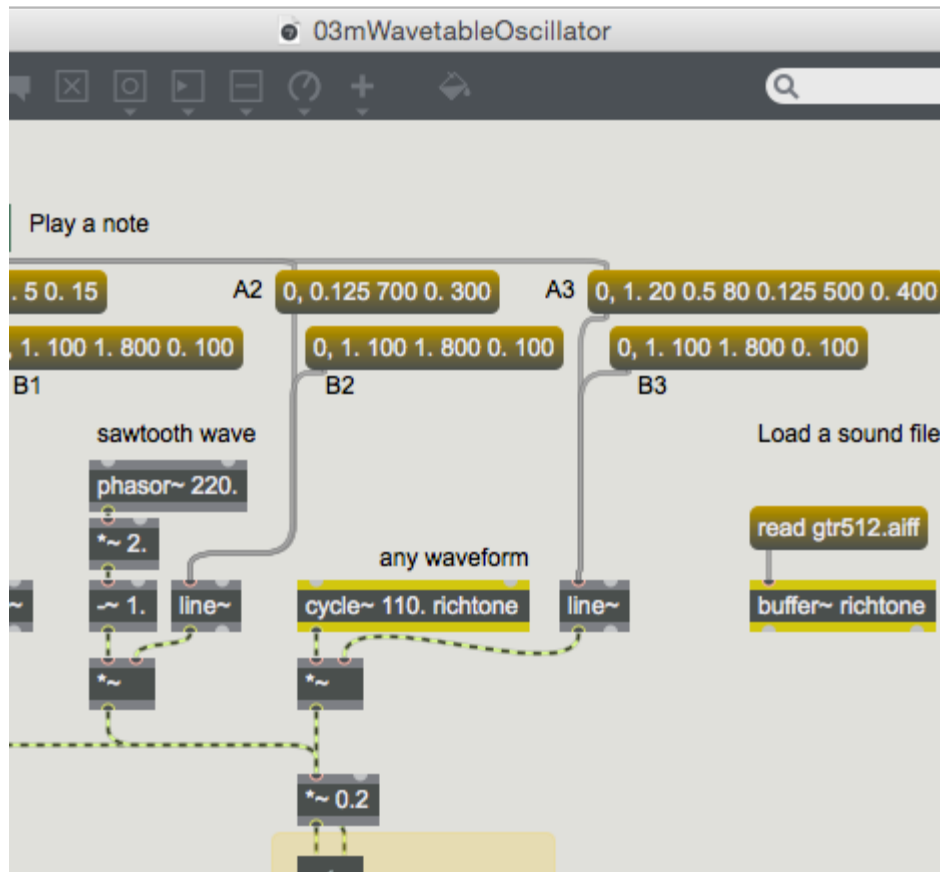 03mWavetableOscillator
Play a note
. 5 0. 15
A2
0, 0.125 700 0. 300
A3
0, 1. 20 0.5 80 0.125 500 0. 400
, 1. 100 1. 800 0. 100
0, 1. 100 1. 800 0. 100
0, 1. 100 1. 800 0. 100
B1
B2
B3
sawtooth wave
Load a sound file
phasor~ 220.
*~ 2.
read gtr512.aiff
any waveform
~
-~ 1.
line~
cycle~ 110. richtone
line~
buffer~ richtone
*~
*~
*~ 0.2